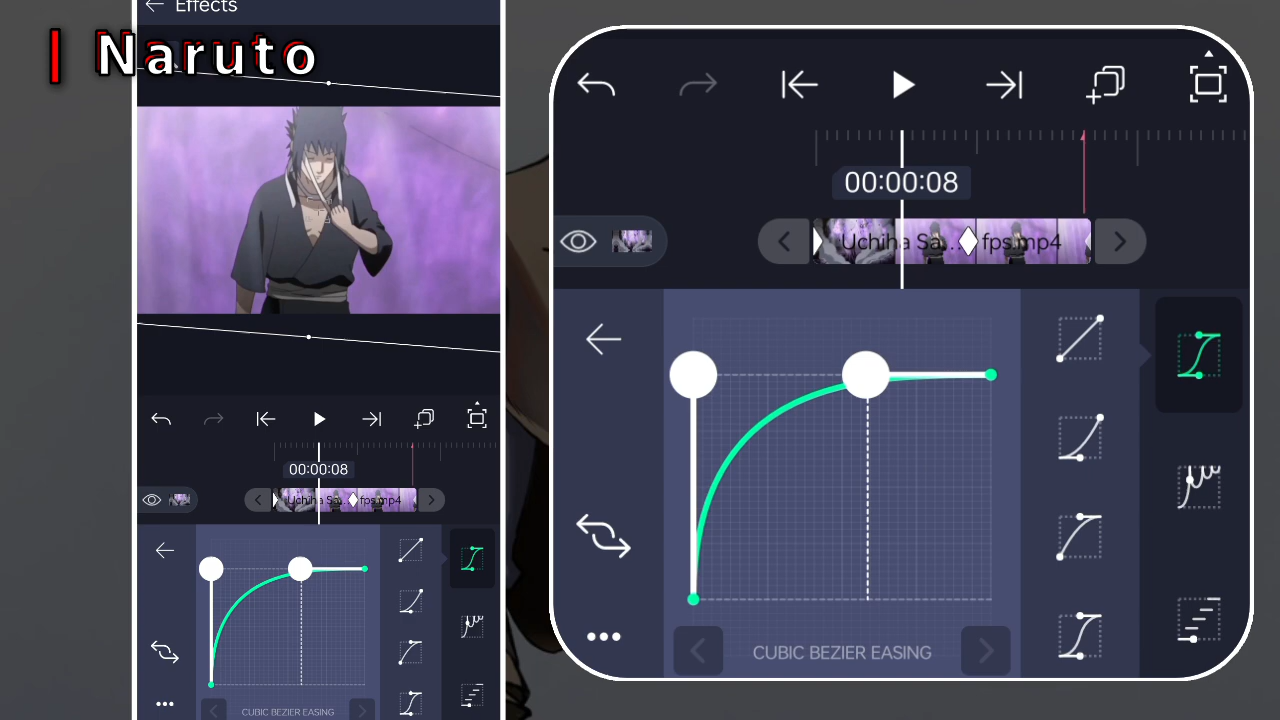 Effects
| Naruto
00:00:08
Uchiha Sa... fps.mp4
CUBIC BEZIER EASING
00:00:08
Uchiha Sa... fps.mp4
CUBIC BEZIER EASING